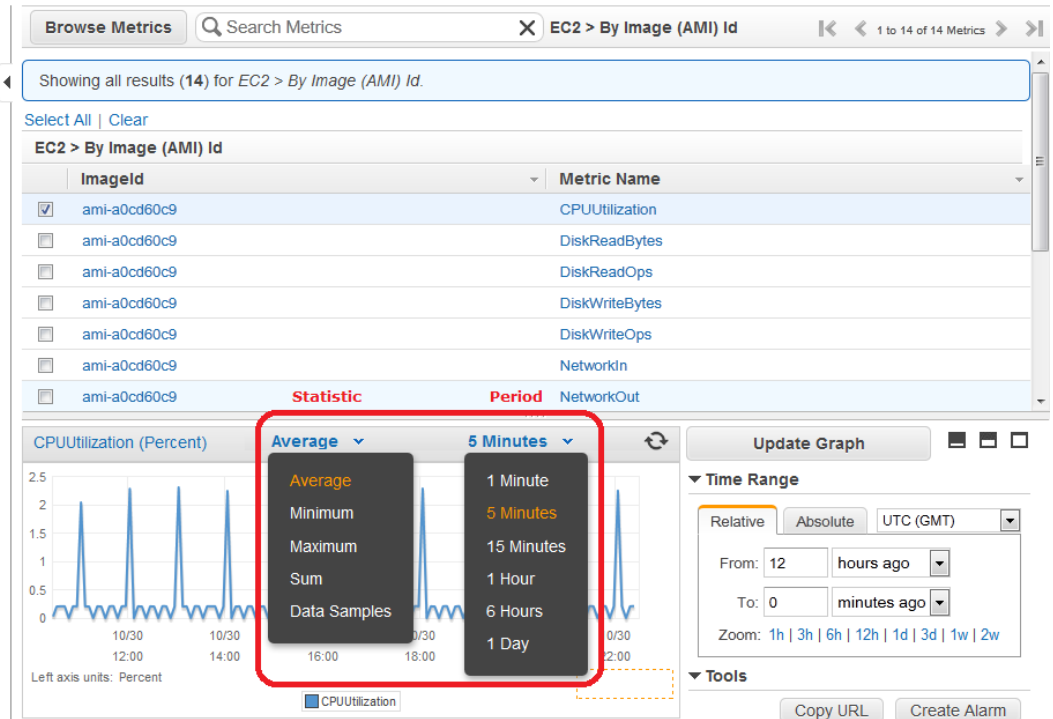 Browse Metrics Search Metrics EC2 > By Image (AMI) Id 1 to 14 of 14 Metrics
Showing all results (14) for EC2 > By Image (AMI) Id.
Select All | Clear
EC2 > By Image (AMI) Id
ImageId Metric Name
ami-a0cd60c9 CPUUtilization
ami-a0cd60c9 DiskReadBytes
ami-a0cd60c9 DiskReadOps
ami-a0cd60c9 DiskWriteBytes
ami-a0cd60c9 DiskWriteOps
ami-a0cd60c9 NetworkIn
ami-a0cd60c9 Statistic Period NetworkOut
CPUUtilization (Percent) Average 5 Minutes
Average
Minimum
Maximum
Sum
Data Samples
1 Minute
5 Minutes
15 Minutes
1 Hour
6 Hours
1 Day
2.5
2
1.5
1
0.5
0
10/30 10/30 0/30 0/30
12:00 14:00 16:00 18:00 22:00
Left axis units: Percent
CPUUtilization
Update Graph
Time Range
Relative Absolute UTC (GMT)
From: 12 hours ago
To: 0 minutes ago
Zoom: 1h | 3h | 6h | 12h | 1d | 3d | 1w | 2w
Tools
Copy URL Create Alarm